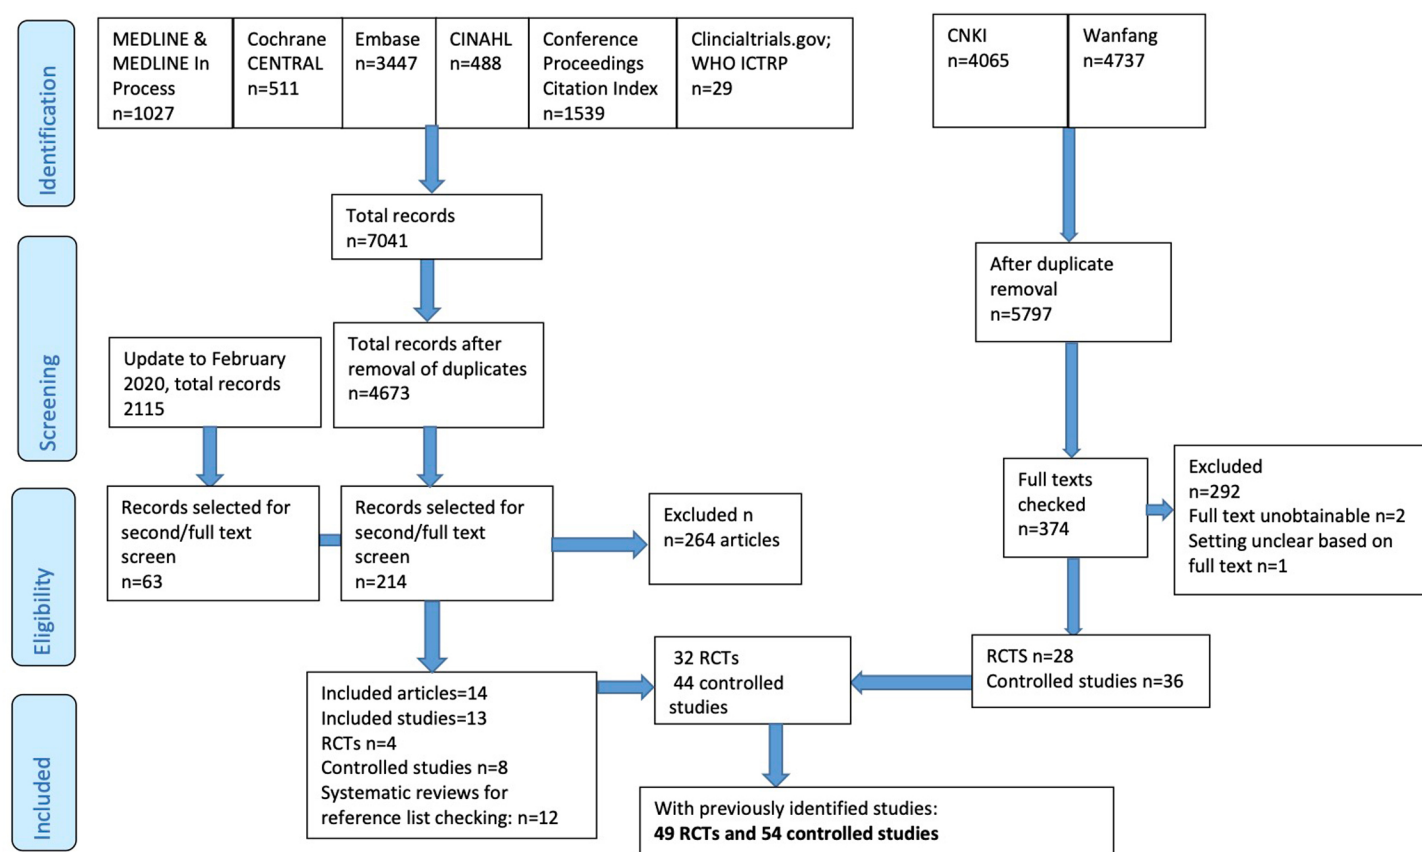 Identification
MEDLINE &
MEDLINE In
Process
n=1027
Cochrane
CENTRAL
n=511
Embase
n=3447
CINAHL
n=488
Conference
Proceedings
Citation Index
n=1539
Clincialtrials.gov;
WHO ICTRP
n=29
CNKI
n=4065
Wanfang
n=4737
Total records
n=7041
After duplicate
removal
n=5797
Screening
Update to February
2020, total records
2115
Total records after
removal of duplicates
n=4673
Eligibility
Records selected for
second/full text
screen
n=63
Records selected for
second/full text
screen
n=214
Excluded n
n=264 articles
Full texts
checked
n=374
Excluded
n=292
Full text unobtainable n=2
Setting unclear based on
full text n=1
32 RCTs
44 controlled
studies
RCTS n=28
Controlled studies n=36
Included
Included articles=14
Included studies=13
RCTs n=4
Controlled studies n=8
Systematic reviews for
reference list checking: n=12
With previously identified studies:
49 RCTs and 54 controlled studies